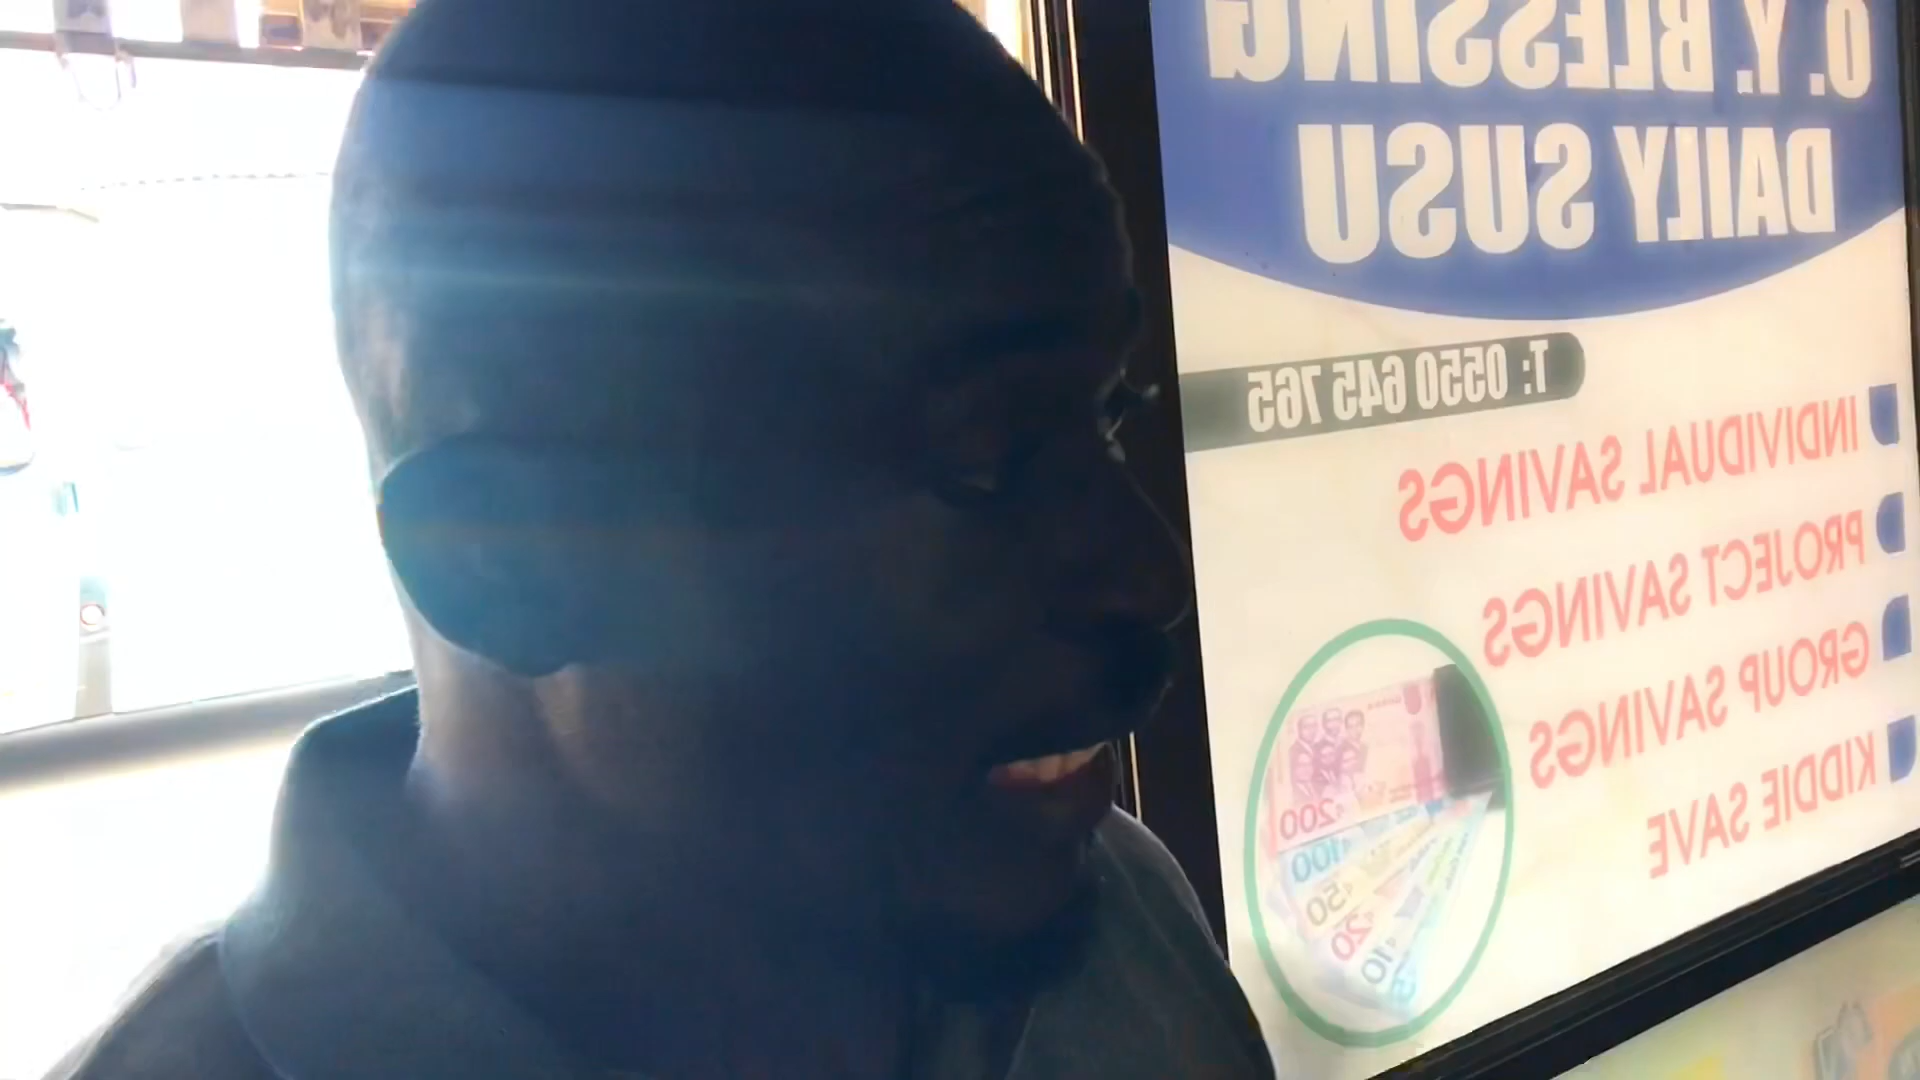 O. Y. BLESSING
DAILY SUSU
T: 0550 645 765
INDIVIDUAL SAVINGS
PROJECT SAVINGS
GROUP SAVINGS
KIDDIE SAVE
200
100
50
20
10